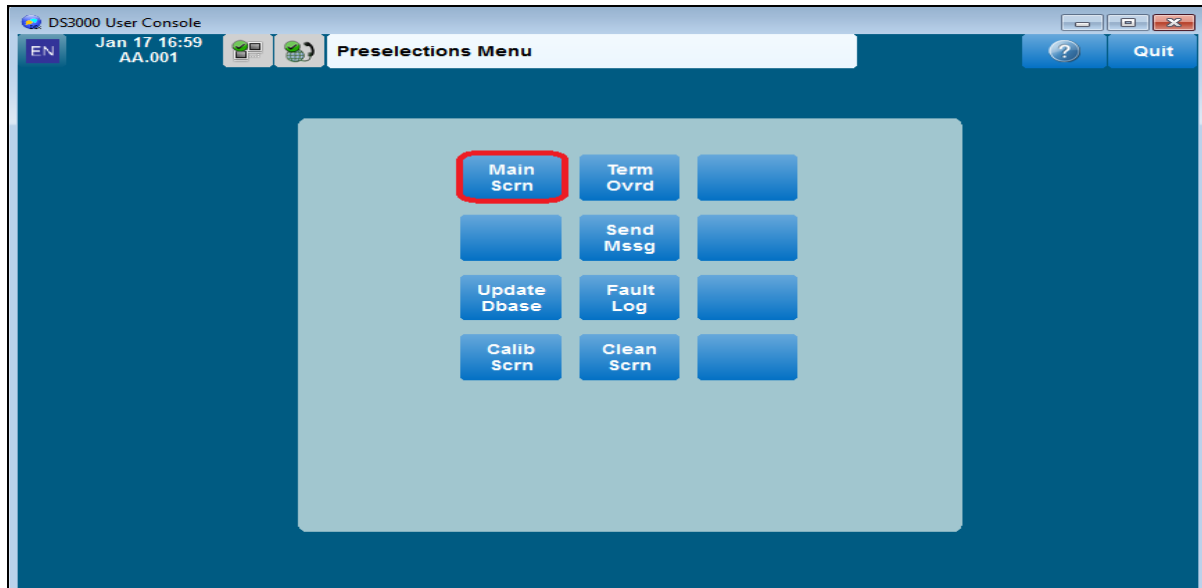 DS3000 User Console
EN
Jan 17 16:59
AA.001
Preselections Menu
?
Quit
Main
Scrn
Term
Ovrd
Send
Mssg
Update
Dbase
Fault
Log
Calib
Scrn
Clean
Scrn